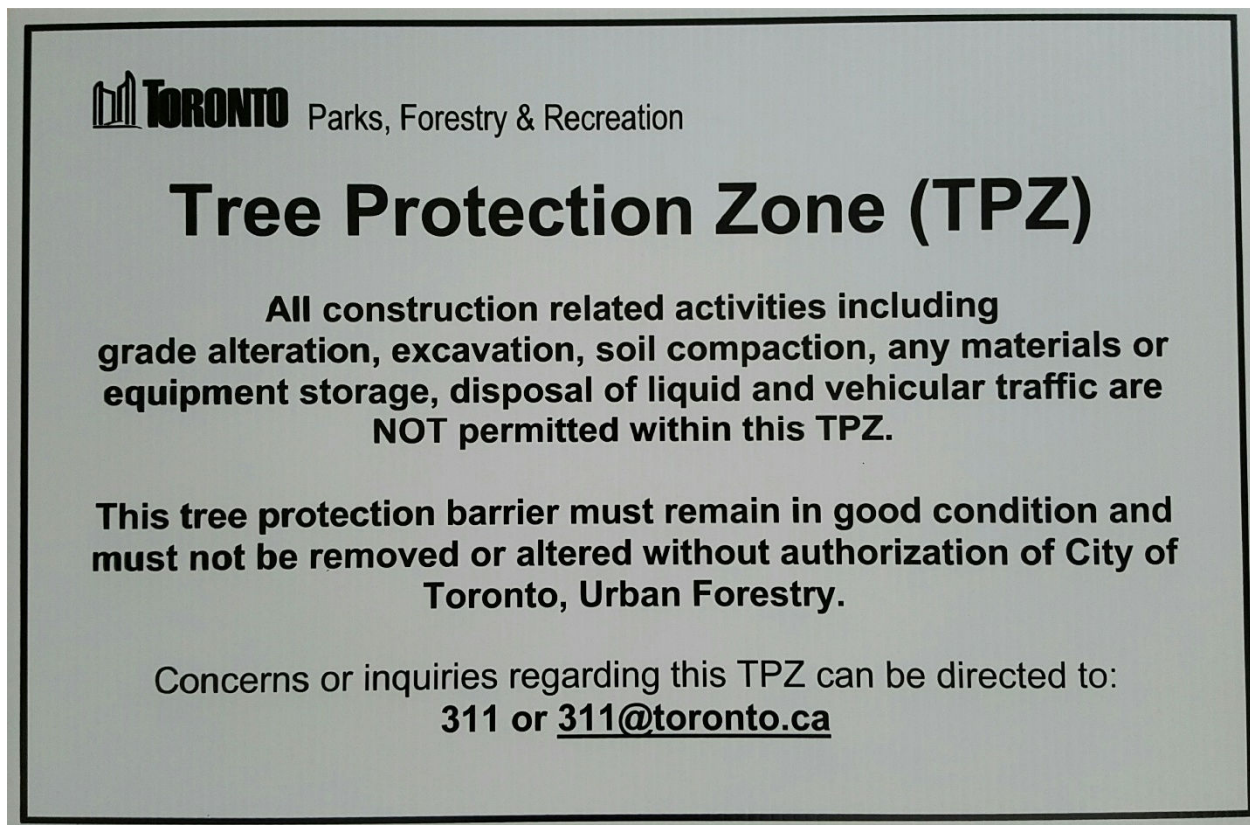 TORONTO Parks, Forestry & Recreation
Tree Protection Zone (TPZ)
All construction related activities including
grade alteration, excavation, soil compaction, any materials or
equipment storage, disposal of liquid and vehicular traffic are
NOT permitted within this TPZ.
This tree protection barrier must remain in good condition and
must not be removed or altered without authorization of City of
Toronto, Urban Forestry.
Concerns or inquiries regarding this TPZ can be directed to:
311 or 311@toronto.ca